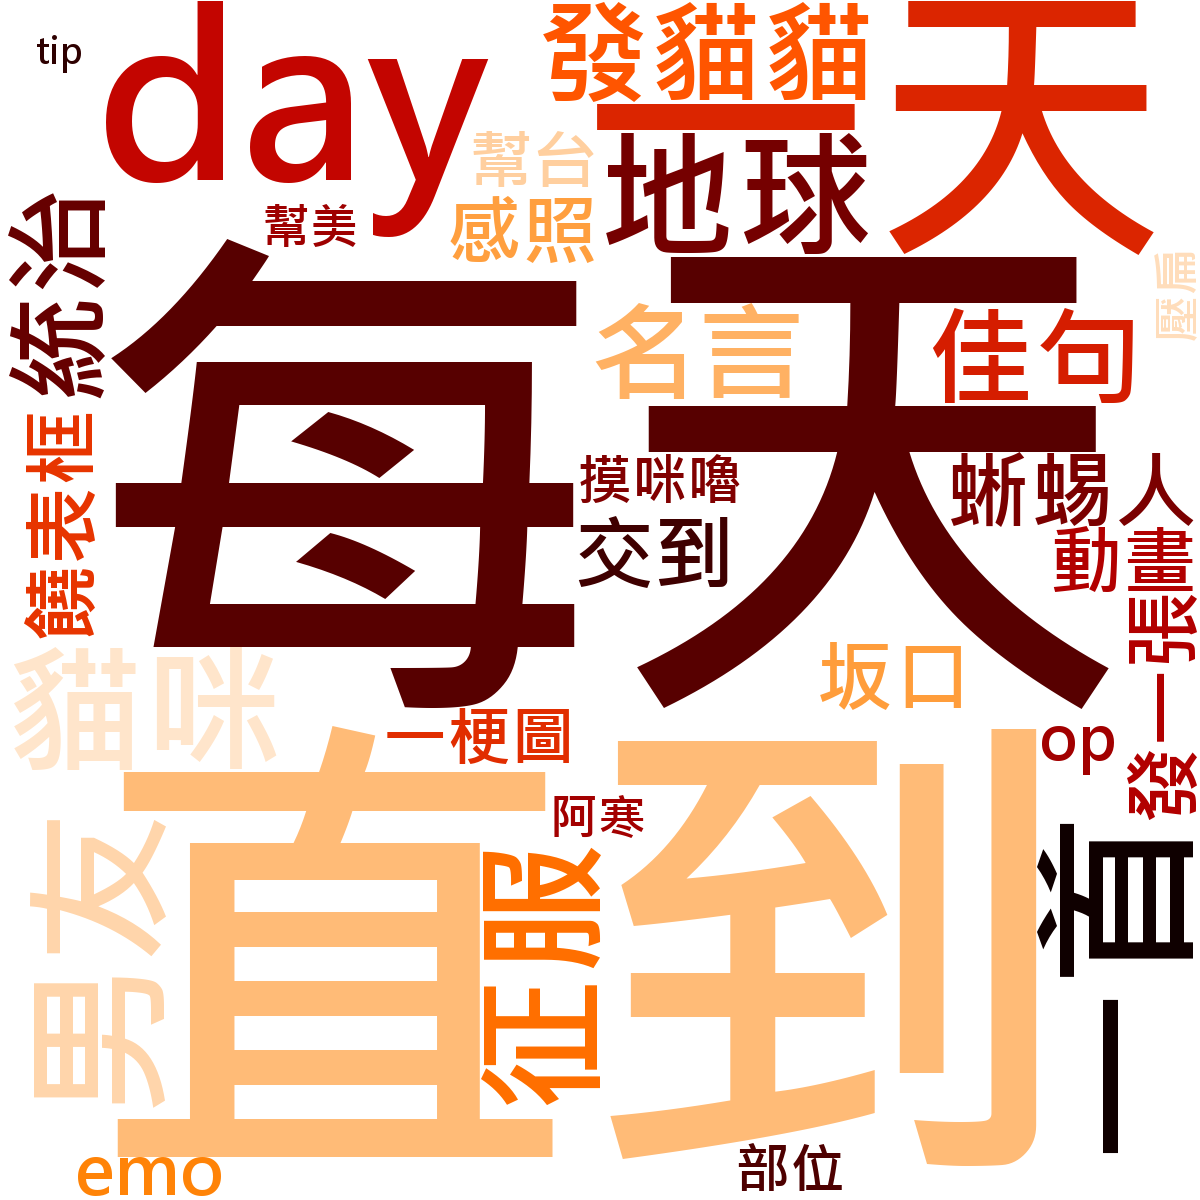 tip
day
發貓貓
一天
幫台
地球
幫美
感照
統治
每天
壓扁
名言
佳句
饒表框
摸咪嚕
蜥蜴人
交到
動畫
發一張
貓咪
坂口
一梗圖
op
直到
阿寒
男友
征服
一首
部位
emo